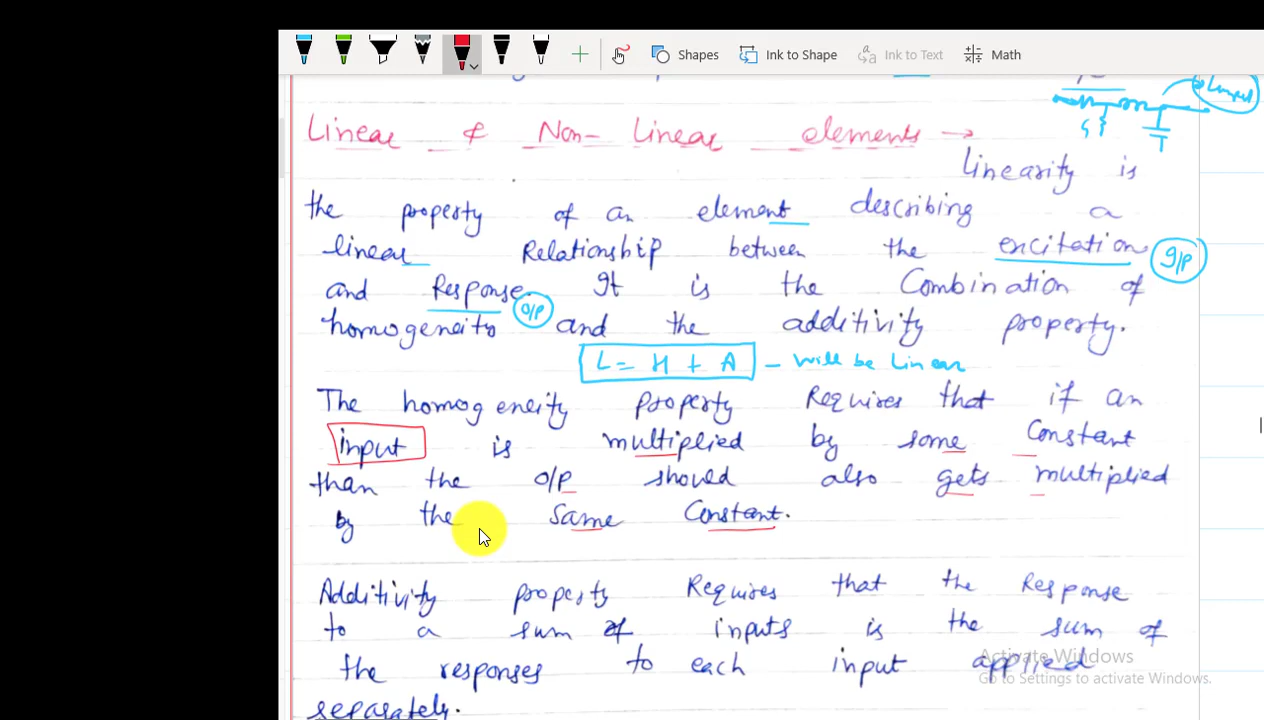 Shapes Ink to Shape Ink to Text Math
Linear & Non-Linear elements →
Linearity is
the property of an element describing a
linear Relationship between the encitation i/p
and Response. It is the Combination of
o/p
homogeneity and the additivity property.
L = H + A - will be Linear
The homogeneity property Requires that if an
input is multiplied by some Constant
than the o/p should also gets multiplied
by the Same Constant.
Additivity property Requires that the Response
to a sum of inputs is the sum of
the responses to each input applied
separately.
Activate Windows
Go to Settings to activate Windows.